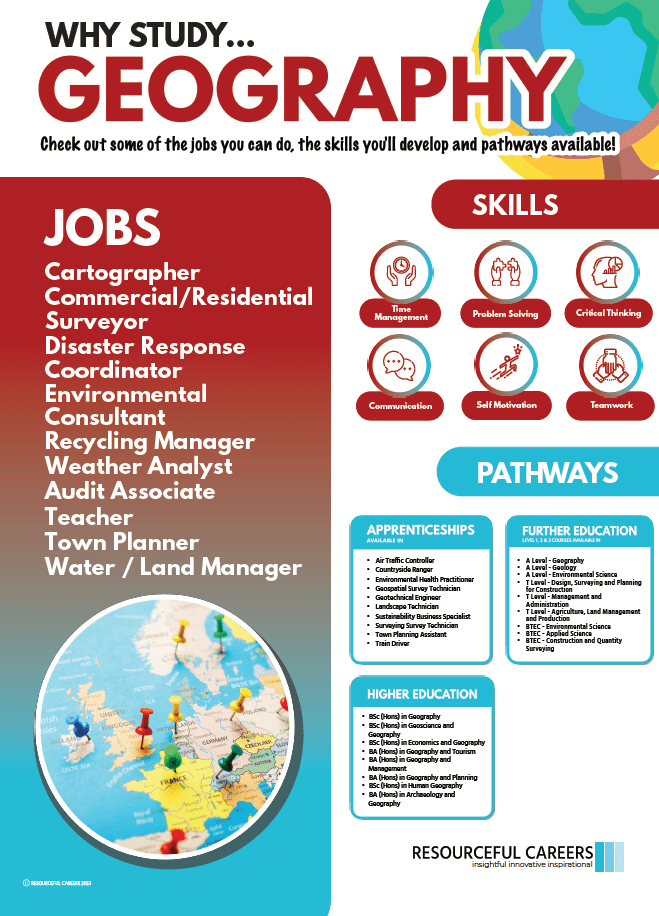 WHY STUDY...
GEOGRAPHY
Check out some of the jobs you can do, the skills you'll develop and pathways available!
JOBS
Cartographer
Commercial/Residential
Surveyor
Disaster Response
Coordinator
Environmental
Consultant
Recycling Manager
Weather Analyst
Audit Associate
Teacher
Town Planner
Water / Land Manager
UNITED
KINGDOM
GERMANY
POLAND
FRANCE
© RESOURCEFUL CAREERS 2023
SKILLS
Time
Management
Problem Solving
Critical Thinking
Communication
Self Motivation
Teamwork
PATHWAYS
APPRENTICESHIPS
AVAILABLE IN
• Air Traffic Controller
• Countryside Ranger
• Environmental Health Practitioner
• Geospatial Survey Technician
• Geotechnical Engineer
• Landscape Technician
• Sustainability Business Specialist
• Surveying Survey Technician
• Town Planning Assistant
• Train Driver
FURTHER EDUCATION
LEVEL 1, 2 & 3 COURSES AVAILABLE IN
• A Level - Geography
• A Level - Geology
• A Level - Environmental Science
• T Level - Design, Surveying and Planning
for Construction
• T Level - Management and
Administration
• T Level - Agriculture, Land Management
and Production
• BTEC - Environmental Science
• BTEC - Applied Science
• BTEC - Construction and Quantity
Surveying
HIGHER EDUCATION
• BSc (Hons) in Geography
• BSc (Hons) in Geoscience and
Geography
• BSc (Hons) in Economics and Geography
• BA (Hons) in Geography and Tourism
• BA (Hons) in Geography and
Management
• BA (Hons) in Geography and Planning
• BSc (Hons) in Human Geography
• BA (Hons) in Archaeology and
Geography
RESOURCEFUL CAREERS
insightful innovative inspirational